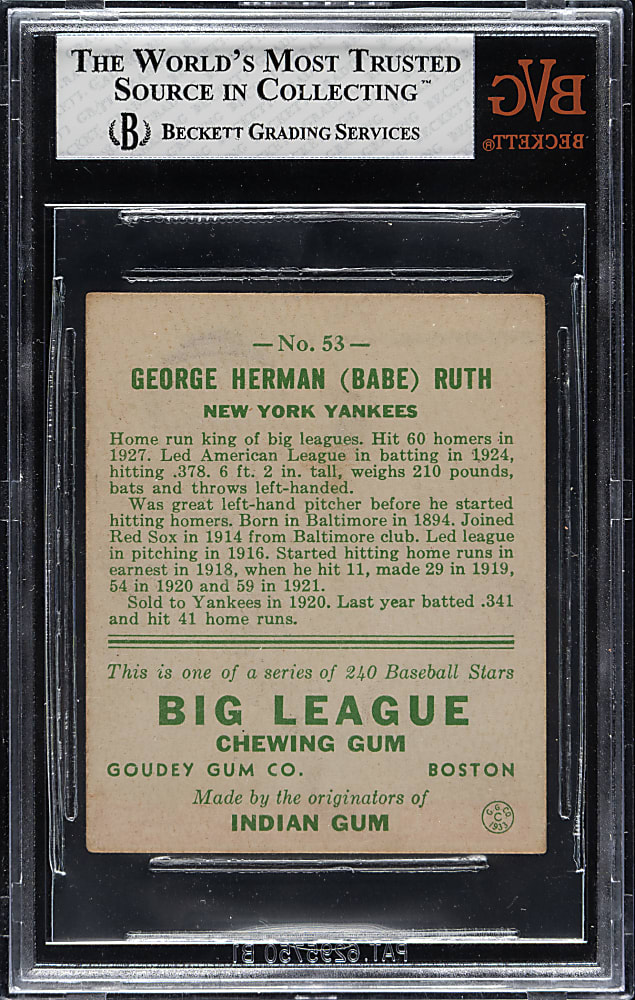 THE WORLD'S MOST TRUSTED
SOURCE IN COLLECTING™
B BECKETT GRADING SERVICES
BVG
BECKETT®
— No. 53 —
GEORGE HERMAN (BABE) RUTH
NEW YORK YANKEES
Home run king of big leagues. Hit 60 homers in
1927. Led American League in batting in 1924,
hitting .378. 6 ft. 2 in. tall, weighs 210 pounds,
bats and throws left-handed.
Was great left-hand pitcher before he started
hitting homers. Born in Baltimore in 1894. Joined
Red Sox in 1914 from Baltimore club. Led league
in pitching in 1916. Started hitting home runs in
earnest in 1918, when he hit 11, made 29 in 1919,
54 in 1920 and 59 in 1921.
Sold to Yankees in 1920. Last year batted .341
and hit 41 home runs.
This is one of a series of 240 Baseball Stars
BIG LEAGUE
CHEWING GUM
GOUDEY GUM CO. BOSTON
Made by the originators of
INDIAN GUM
G. G. CO.
C
1933
PAT. 6295750 B1